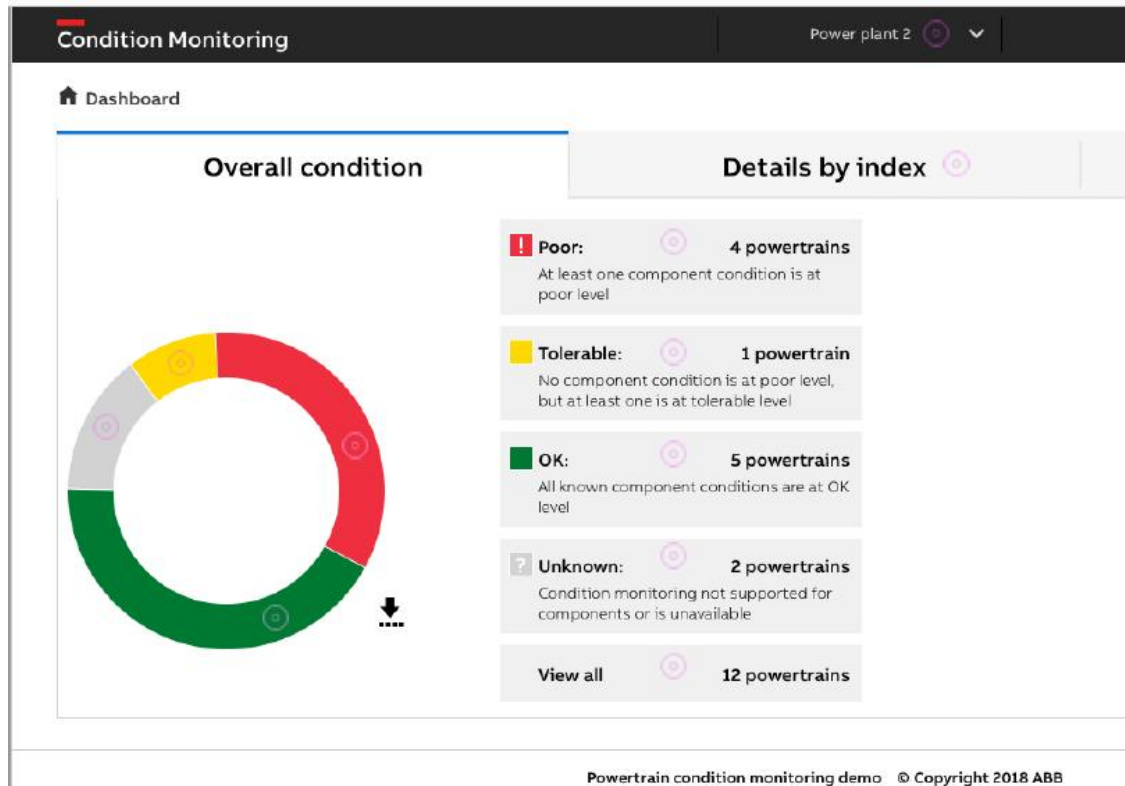 Condition Monitoring
Power plant 2
Dashboard
Overall condition
Details by index
! Poor: 4 powertrains
At least one component condition is at
poor level
Tolerable: 1 powertrain
No component condition is at poor level,
but at least one is at tolerable level
OK: 5 powertrains
All known component conditions are at OK
level
? Unknown: 2 powertrains
Condition monitoring not supported for
components or is unavailable
View all 12 powertrains
Powertrain condition monitoring demo © Copyright 2018 ABB